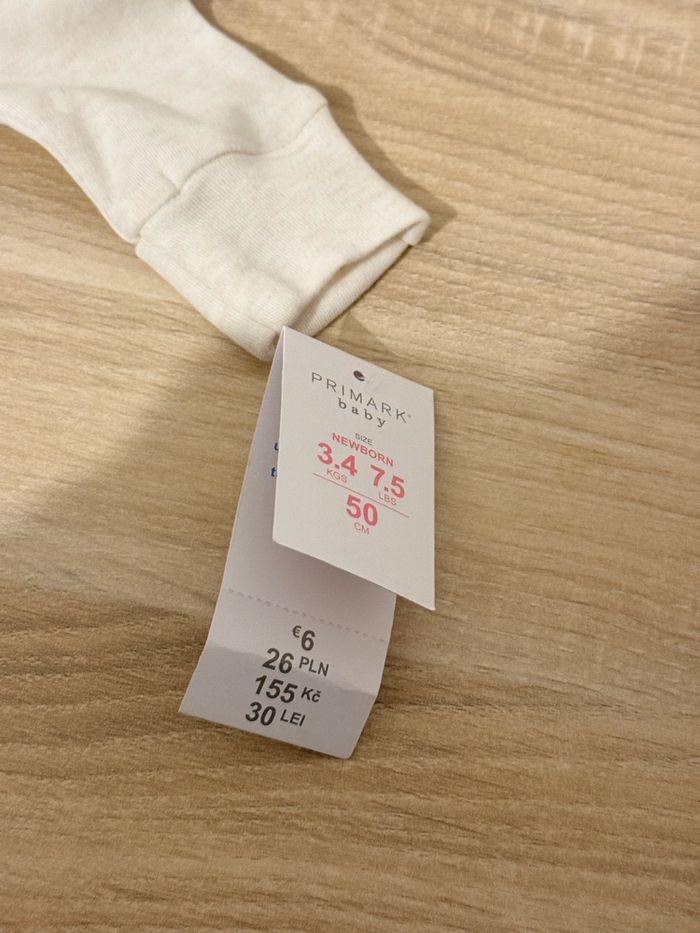 PRIMARK®
baby
SIZE
NEWBORN
3.4 7.5
KGS LBS
50
CM
€6
26 PLN
155 Kč
30 LEI